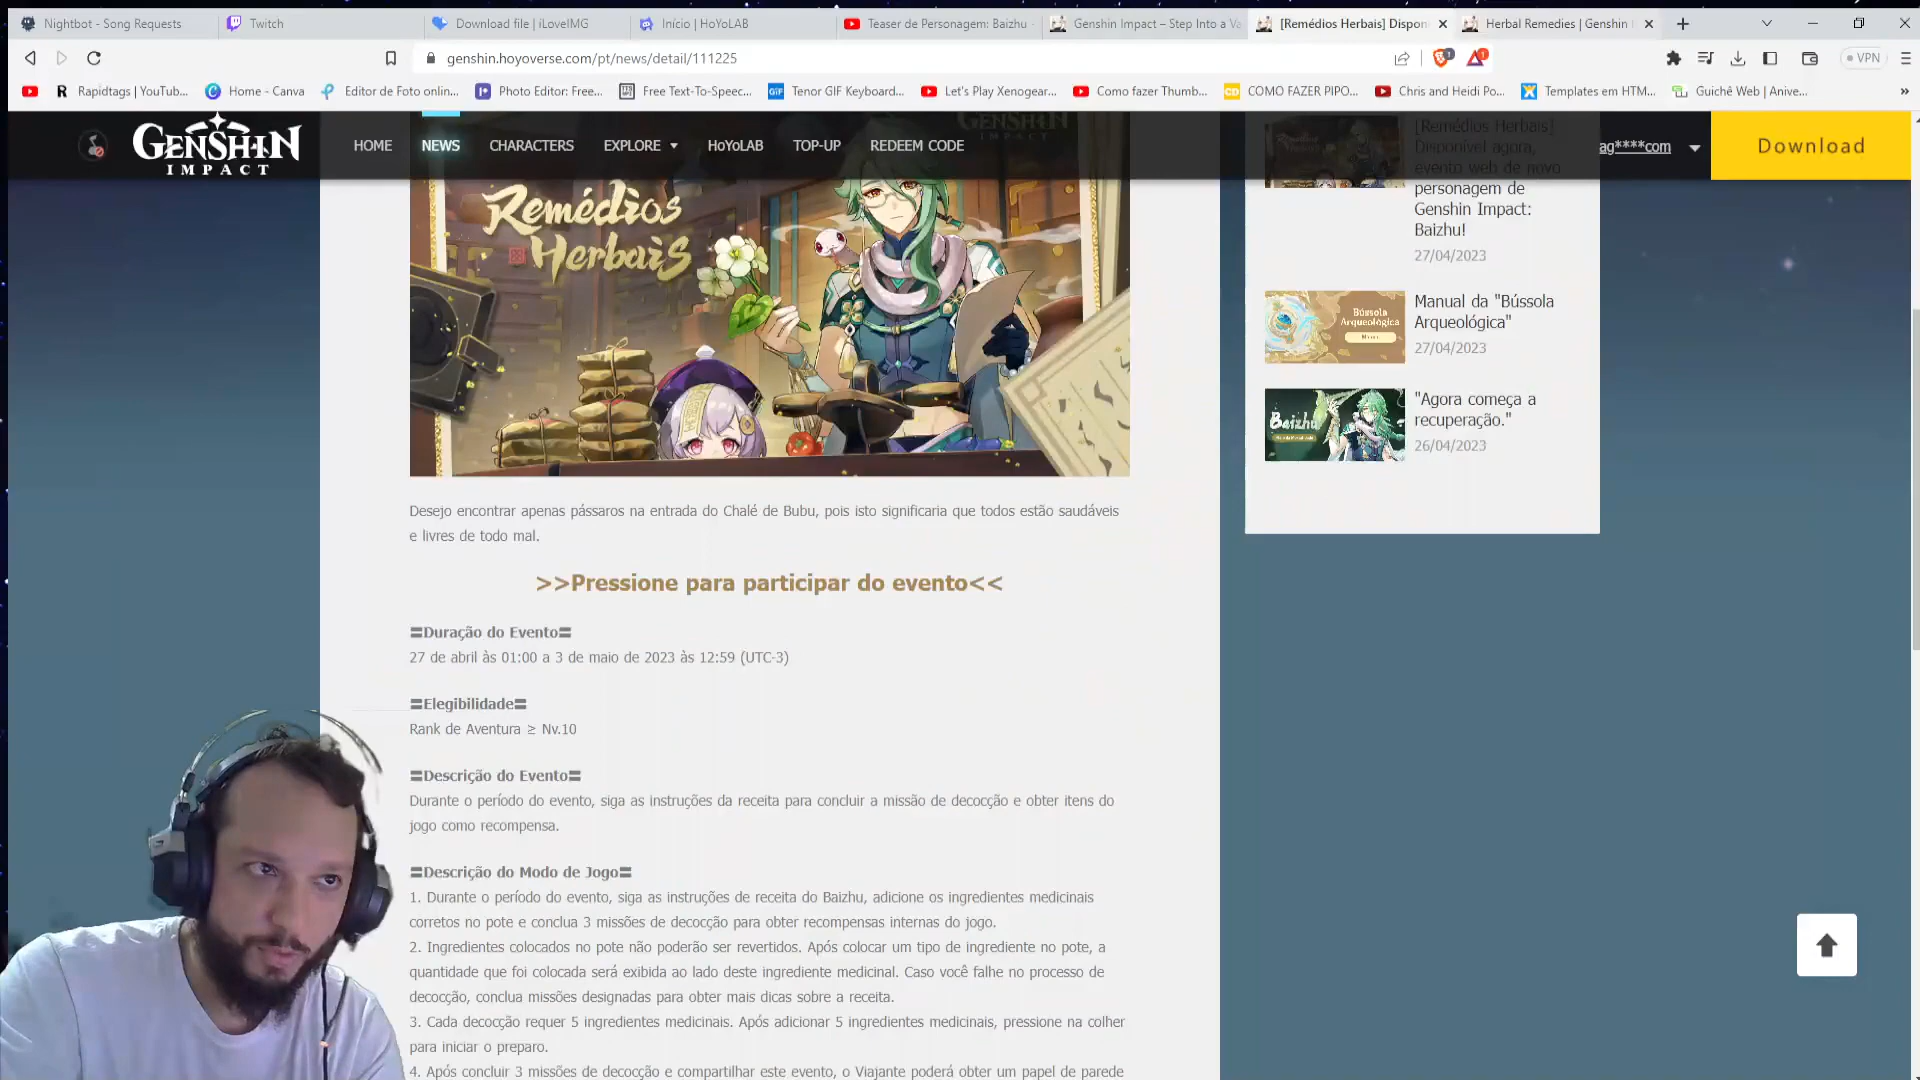 Nightbot - Song Requests
Twitch
Download file | iLoveIMG
Início | HoYoLAB
Teaser de Personagem: Baizhu
Genshin Impact – Step Into a Va
[Remédios Herbais] Dispon
Herbal Remedies | Genshin
genshin.hoyoverse.com/pt/news/detail/111225
1
1
VPN
Rapidtags | YouTub...
Home - Canva
Editor de Foto onlin...
Photo Editor: Free...
Free Text-To-Speec...
Tenor GIF Keyboard...
Let's Play Xenogear...
Como fazer Thumb...
COMO FAZER PIPO...
Chris and Heidi Po...
Templates em HTM...
Guichê Web | Anive...
GENSHIN
IMPACT
HOME
NEWS
CHARACTERS
EXPLORE
HoYoLAB
TOP-UP
REDEEM CODE
ag****com
Download
GENSHIN
IMPACT
Remédios
Herbais
[Remédios Herbais]
Disponível agora,
evento web de novo
personagem de
Genshin Impact:
Baizhu!
27/04/2023
Bússola
Arqueológica
Manual da "Bússola
Arqueológica"
27/04/2023
Baizhu
"Agora começa a
recuperação."
26/04/2023
Desejo encontrar apenas pássaros na entrada do Chalé de Bubu, pois isto significaria que todos estão saudáveis
e livres de todo mal.
>>Pressione para participar do evento<<
〓Duração do Evento〓
27 de abril às 01:00 a 3 de maio de 2023 às 12:59 (UTC-3)
〓Elegibilidade〓
Rank de Aventura ≥ Nv.10
〓Descrição do Evento〓
Durante o período do evento, siga as instruções da receita para concluir a missão de decocção e obter itens do
jogo como recompensa.
〓Descrição do Modo de Jogo〓
1. Durante o período do evento, siga as instruções de receita do Baizhu, adicione os ingredientes medicinais
corretos no pote e conclua 3 missões de decocção para obter recompensas internas do jogo.
2. Ingredientes colocados no pote não poderão ser revertidos. Após colocar um tipo de ingrediente no pote, a
quantidade que foi colocada será exibida ao lado deste ingrediente medicinal. Caso você falhe no processo de
decocção, conclua missões designadas para obter mais dicas sobre a receita.
3. Cada decocção requer 5 ingredientes medicinais. Após adicionar 5 ingredientes medicinais, pressione na colher
para iniciar o preparo.
4. Após concluir 3 missões de decocção e compartilhar este evento, o Viajante poderá obter um papel de parede